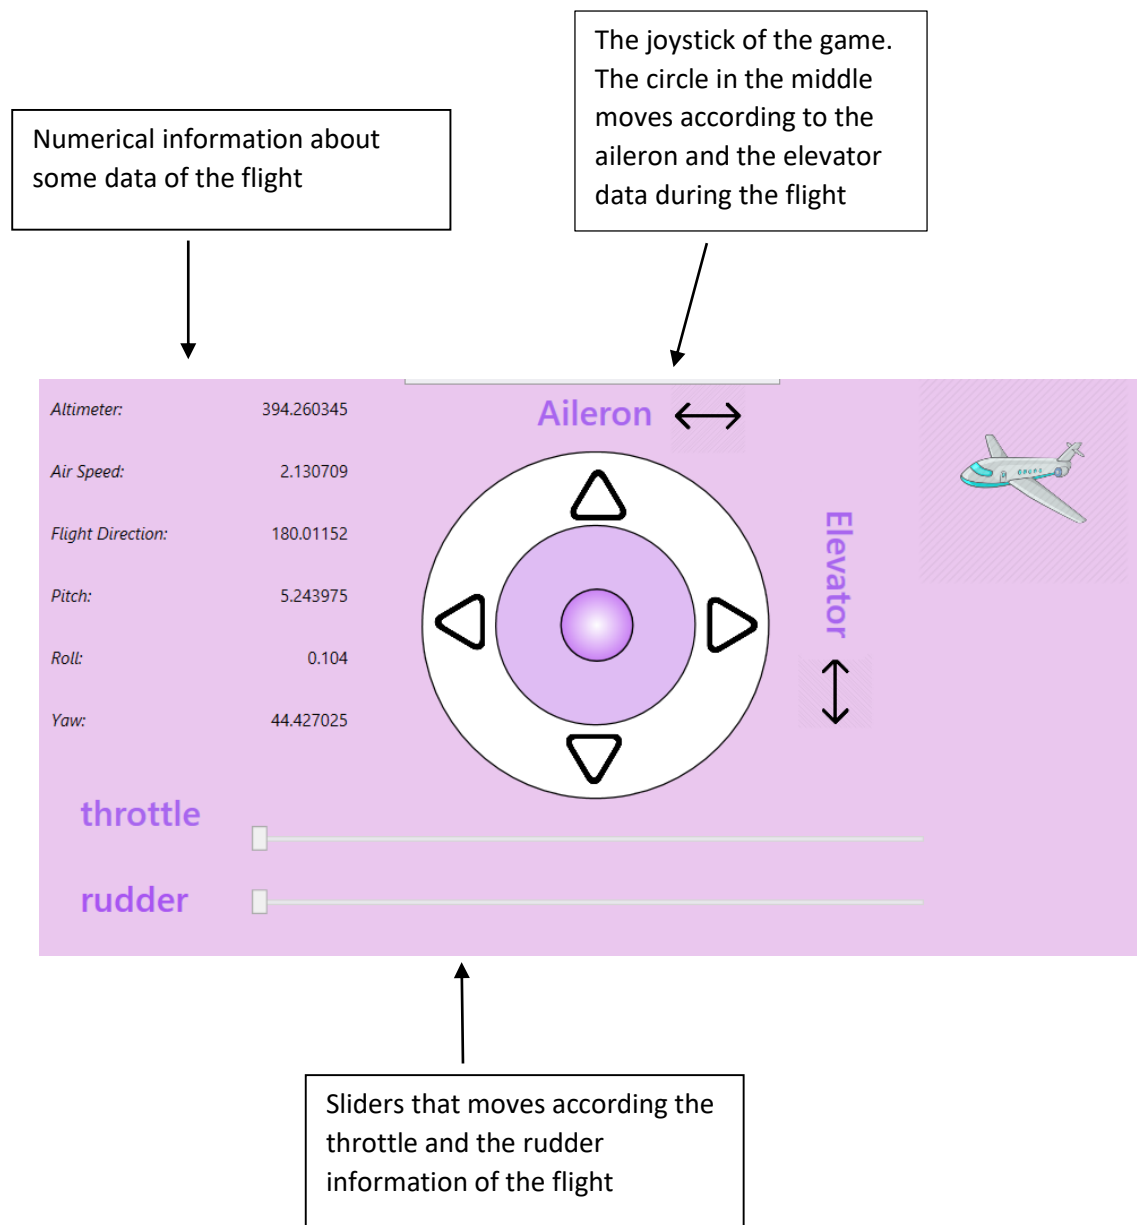 The joystick of the game.
The circle in the middle
moves according to the
aileron and the elevator
data during the flight
Numerical information about
some data of the flight
Altimeter: 394.260345
Air Speed: 2.130709
Flight Direction: 180.01152
Pitch: 5.243975
Roll: 0.104
Yaw: 44.427025
Aileron
Elevator
throttle
rudder
Sliders that moves according the
throttle and the rudder
information of the flight